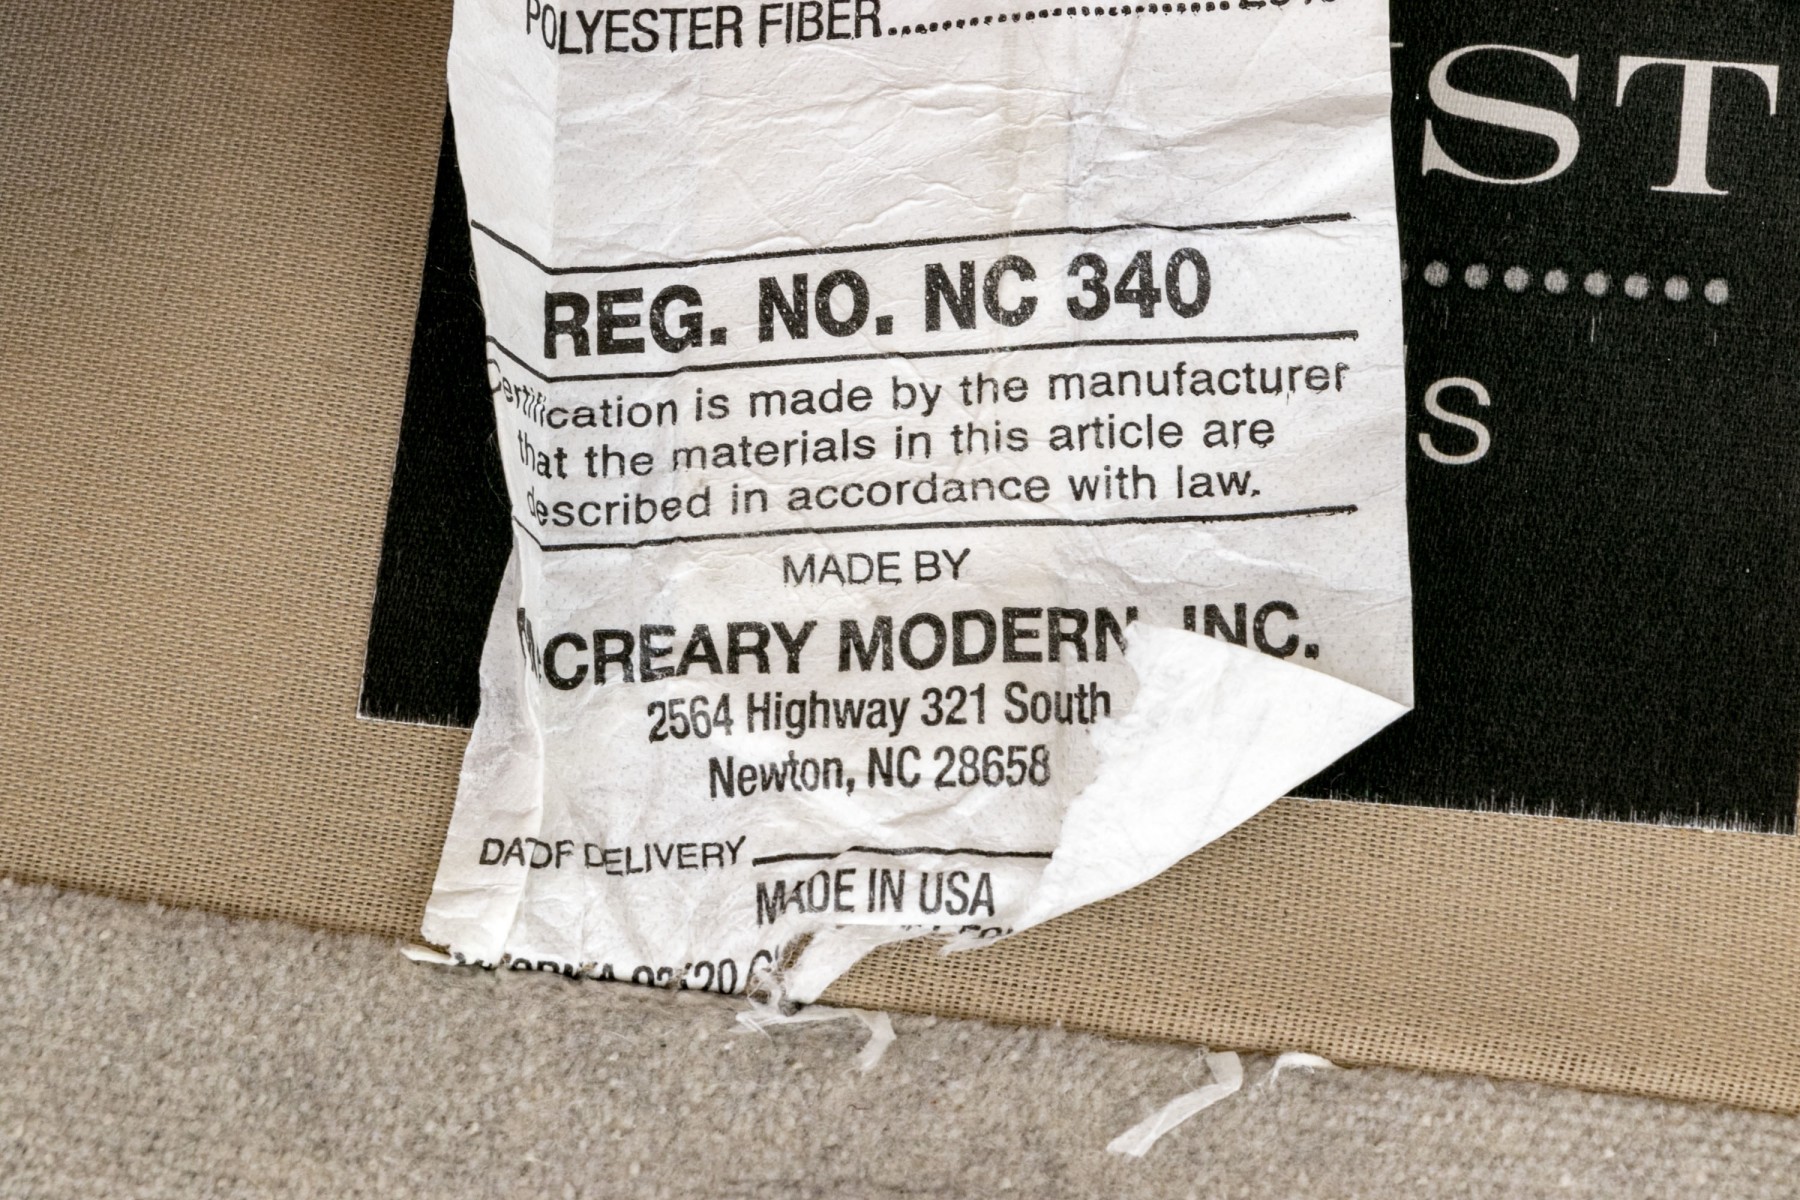 POLYESTER FIBER
REG. NO. NC 340
Certification is made by the manufacturer
that the materials in this article are
described in accordance with law.
MADE BY
CREARY MODERN, INC.
2564 Highway 321 South
Newton, NC 28658
DELIVERY
MADE IN USA
ST
S